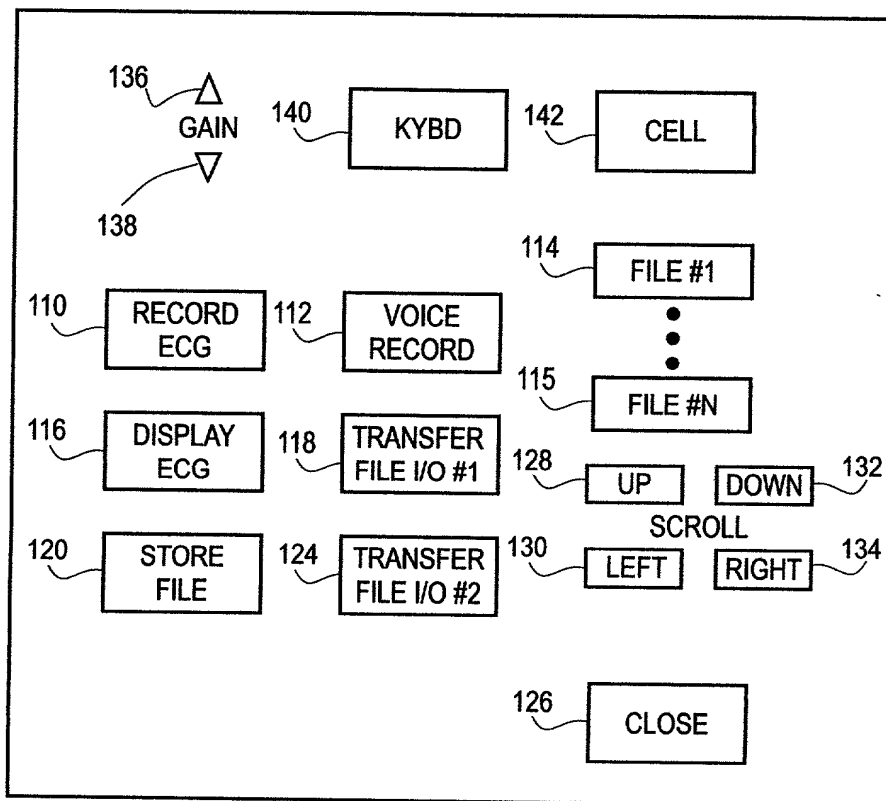 136
GAIN
138
140
KYBD
142
CELL
114
FILE #1
115
FILE #N
110
RECORD
ECG
112
VOICE
RECORD
116
DISPLAY
ECG
118
TRANSFER
FILE I/O #1
128
UP
DOWN
132
SCROLL
130
LEFT
RIGHT
134
120
STORE
FILE
124
TRANSFER
FILE I/O #2
126
CLOSE